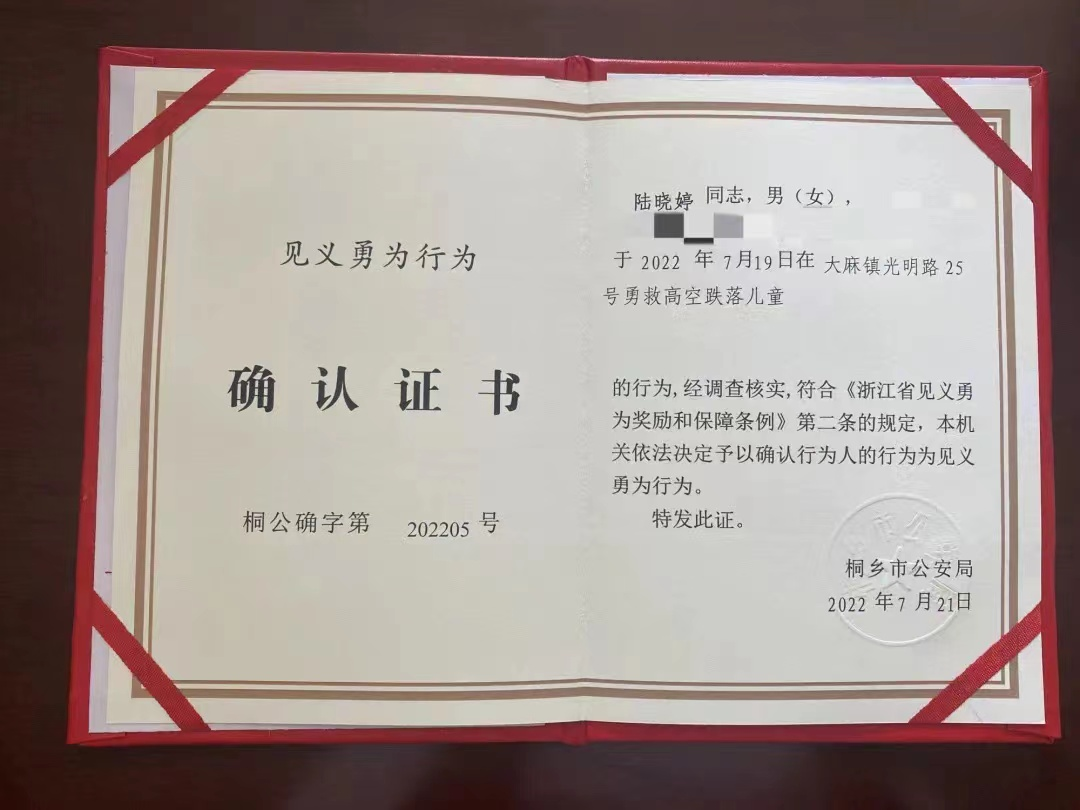 见义勇为行为
确认证书
桐公确字第 202205 号
陆晓婷 同志，男（女），
于 2022 年 7月19日在 大麻镇光明路 25
号勇救高空跌落儿童
的行为，经调查核实，符合《浙江省见义勇
为奖励和保障条例》第二条的规定，本机
关依法决定予以确认行为人的行为为见义
勇为行为。
特发此证。
桐乡市公安局
2022 年 7 月 21日